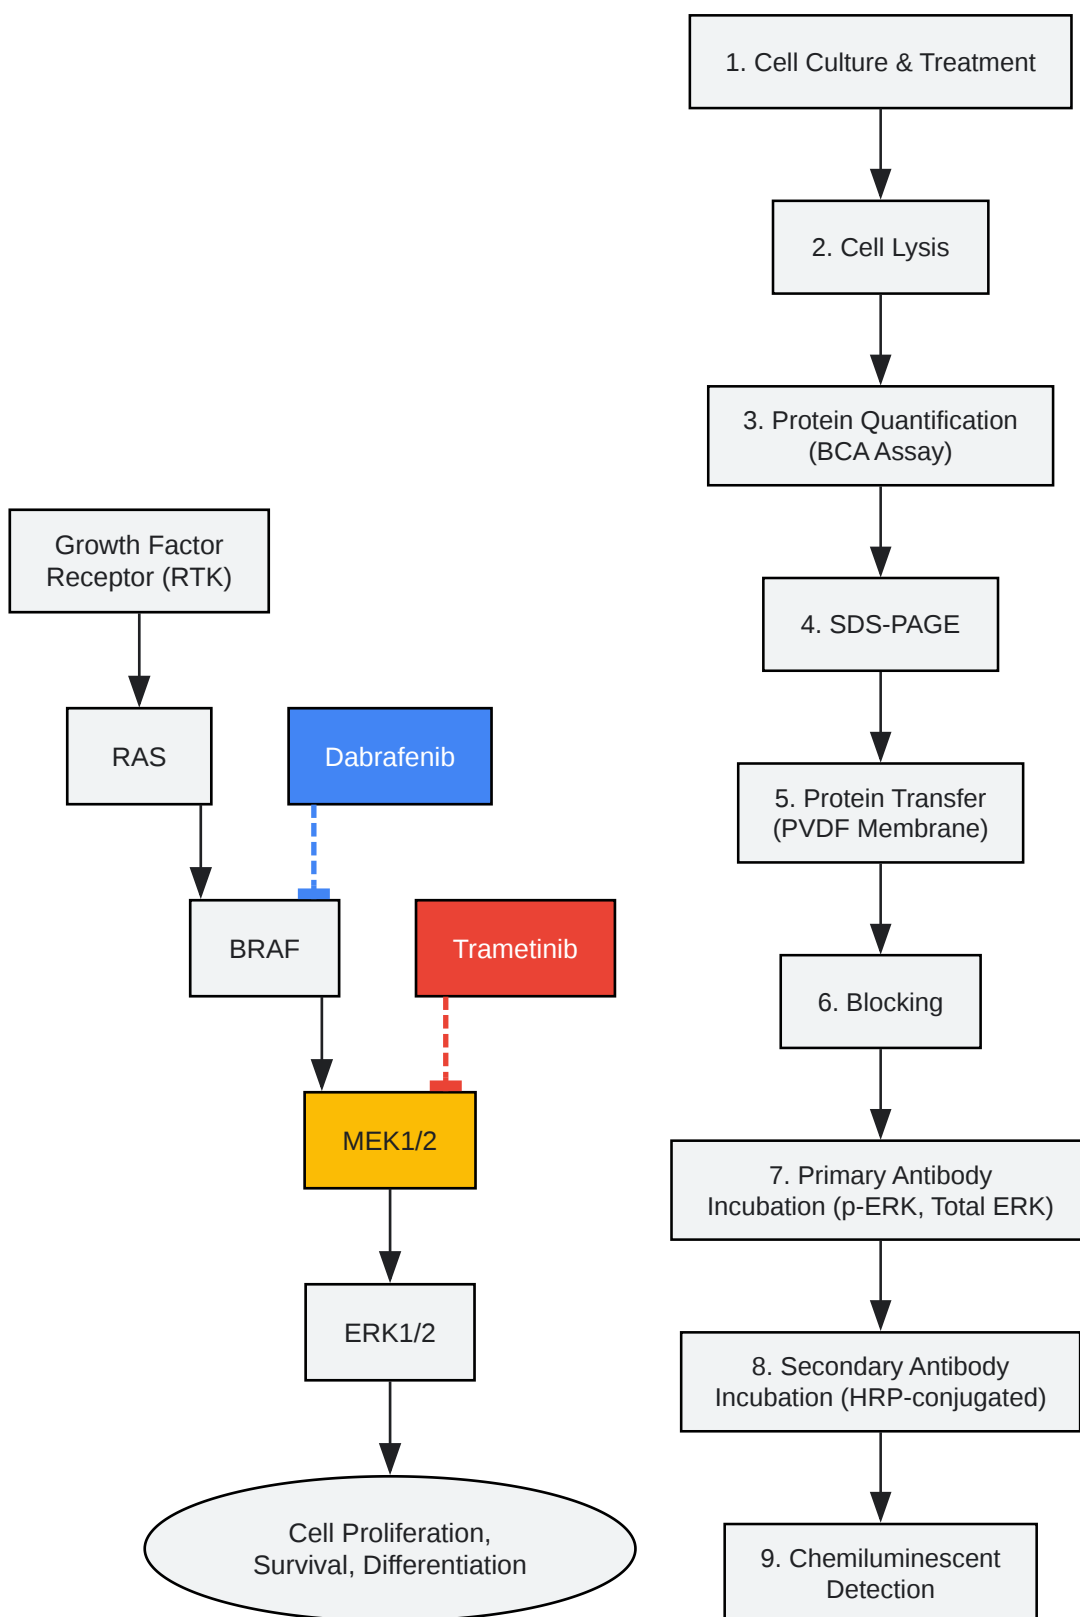 Growth Factor
Receptor (RTK)
RAS
Dabrafenib
BRAF
Trametinib
MEK1/2
ERK1/2
Cell Proliferation,
Survival, Differentiation
1. Cell Culture & Treatment
2. Cell Lysis
3. Protein Quantification
(BCA Assay)
4. SDS-PAGE
5. Protein Transfer
(PVDF Membrane)
6. Blocking
7. Primary Antibody
Incubation (p-ERK, Total ERK)
8. Secondary Antibody
Incubation (HRP-conjugated)
9. Chemiluminescent
Detection